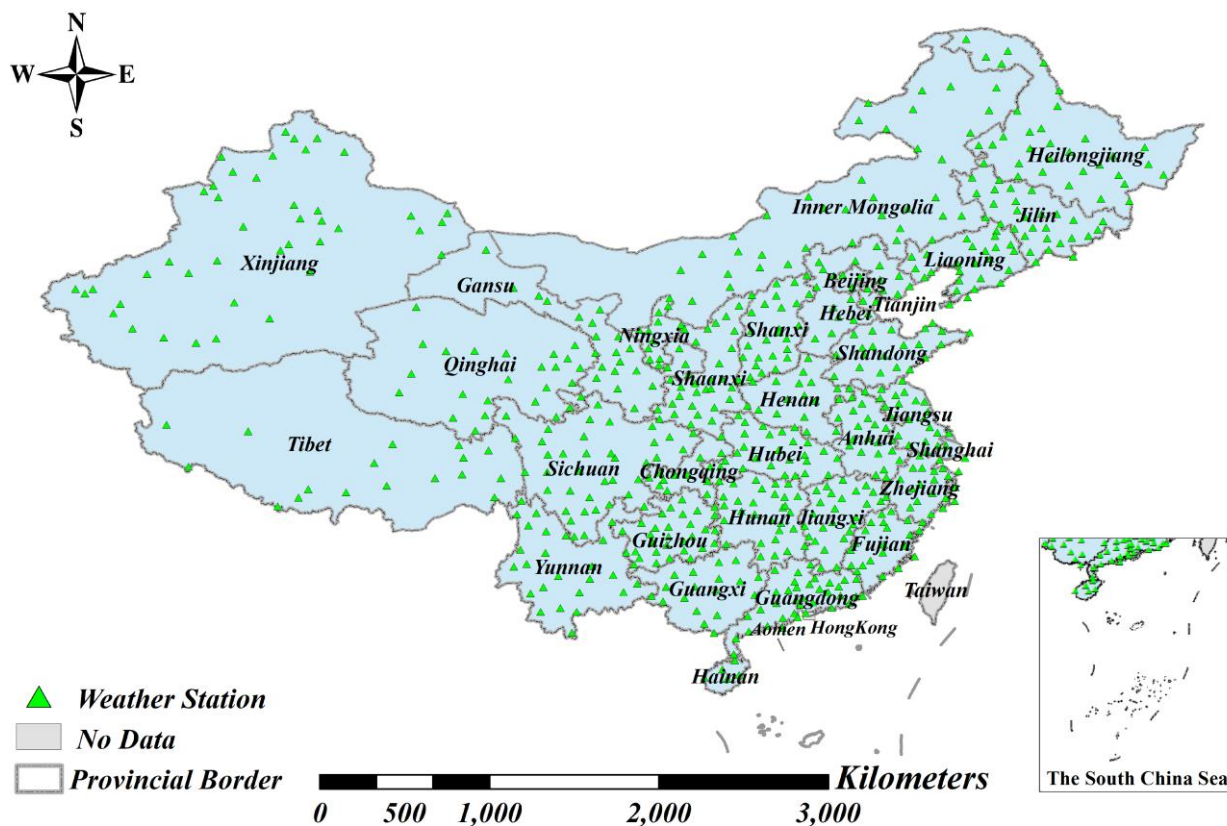 N
W E
S
Heilongjiang
Inner Mongolia
Jilin
Xinjiang
Liaoning
Gansu
Beijing
Tianjin
Hebei
Ningxia
Shanxi
Shandong
Qinghai
Shaanxi
Henan
Jiangsu
Tibet
Anhui
Shanghai
Hubei
Sichuan
Chongqing
Zhejiang
Hunan
Jiangxi
Guizhou
Fujian
Yunnan
Guangxi
Guangdong
Taiwan
Aomen
HongKong
Hainan
Weather Station
No Data
Provincial Border
Kilometers
0 500 1,000 2,000 3,000
The South China Sea